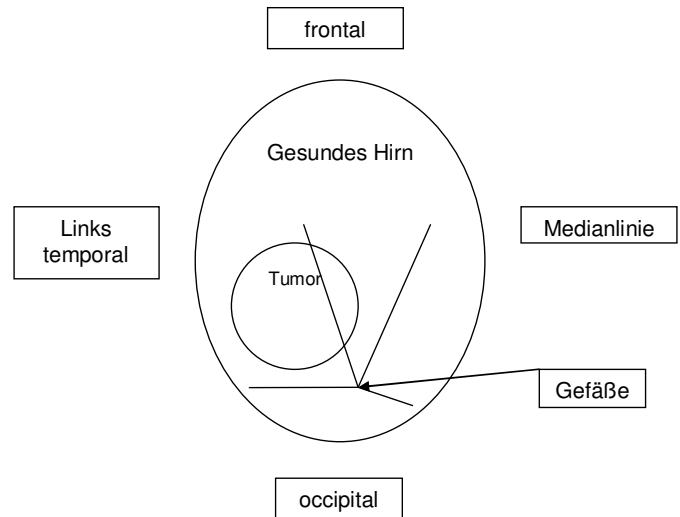 frontal
Gesundes Hirn
Links
temporal
Medianlinie
Tumor
Gefäße
occipital